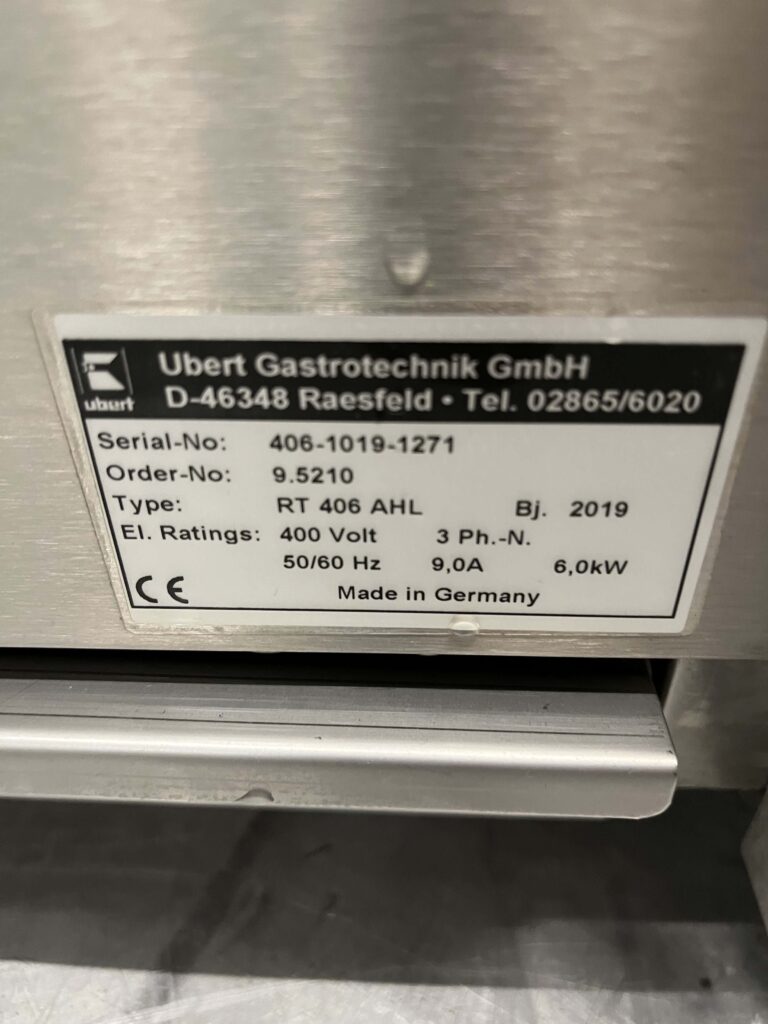 Ubert Gastrotechnik GmbH
ubert D-46348 Raesfeld • Tel. 02865/6020
Serial-No: 406-1019-1271
Order-No: 9.5210
Type: RT 406 AHL Bj. 2019
El. Ratings: 400 Volt 3 Ph.-N.
50/60 Hz 9,0A 6,0kW
CE Made in Germany